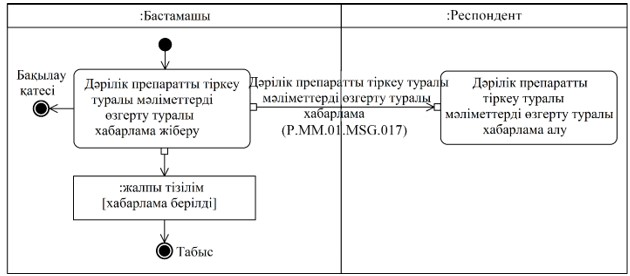 :Бастамашы
:Респондент
Бақылау
қатесі
Дәрілік препаратты тіркеу
туралы мәліметтерді
өзгерту туралы
хабарлама жіберу
Дәрілік препаратты тіркеу туралы
мәліметтерді өзгерту туралы
хабарлама
(P.MM.01.MSG.017)
Дәрілік препаратты
тіркеу туралы
мәліметтерді өзгерту туралы
хабарлама алу
:жалпы тізілім
[хабарлама берілді]
Табыс